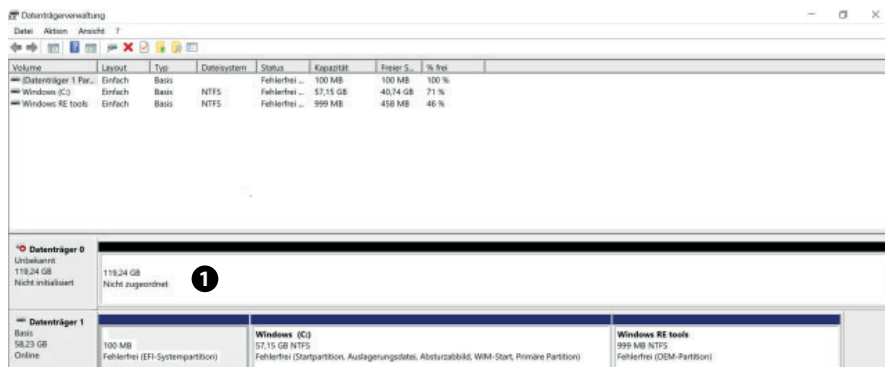 Datenträgerverwaltung
Datei Aktion Ansicht ?
Volume Layout Typ Dateisystem Status Kapazität Freier S... % frei
(Datenträger 1 Par... Einfach Basis Fehlerfrei ... 100 MB 100 MB 100 %
Windows (C:) Einfach Basis NTFS Fehlerfrei ... 57,15 GB 40,74 GB 71 %
Windows RE tools Einfach Basis NTFS Fehlerfrei ... 999 MB 458 MB 46 %
Datenträger 0
Unbekannt
119,24 GB
Nicht initialisiert
119,24 GB
Nicht zugeordnet
1
Datenträger 1
Basis
58,23 GB
Online
100 MB
Fehlerfrei (EFI-Systempartition)
Windows (C:)
57,15 GB NTFS
Fehlerfrei (Startpartition, Auslagerungsdatei, Absturzabbild, WIM-Start, Primäre Partition)
Windows RE tools
999 MB NTFS
Fehlerfrei (OEM-Partition)